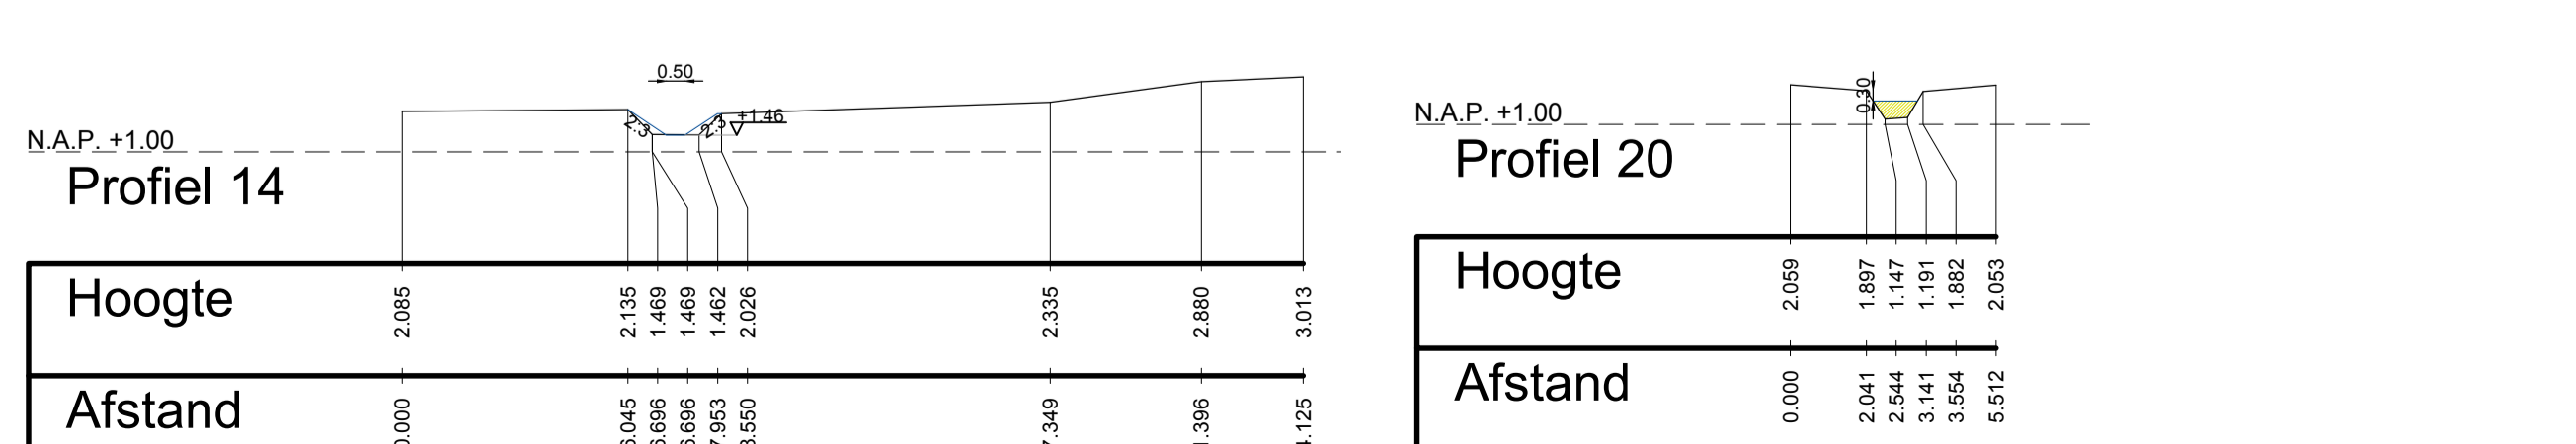 0.50
2:3
2:3
+1.46
N.A.P. +1.00
Profiel 14
Hoogte
2.085 2.135 1.469 1.469 1.462 2.026 2.335 2.880 3.013
Afstand
0.30
N.A.P. +1.00
Profiel 20
Hoogte
2.059 1.897 1.147 1.191 1.882 2.053
Afstand
0.000 2.041 2.544 3.141 3.554 5.512